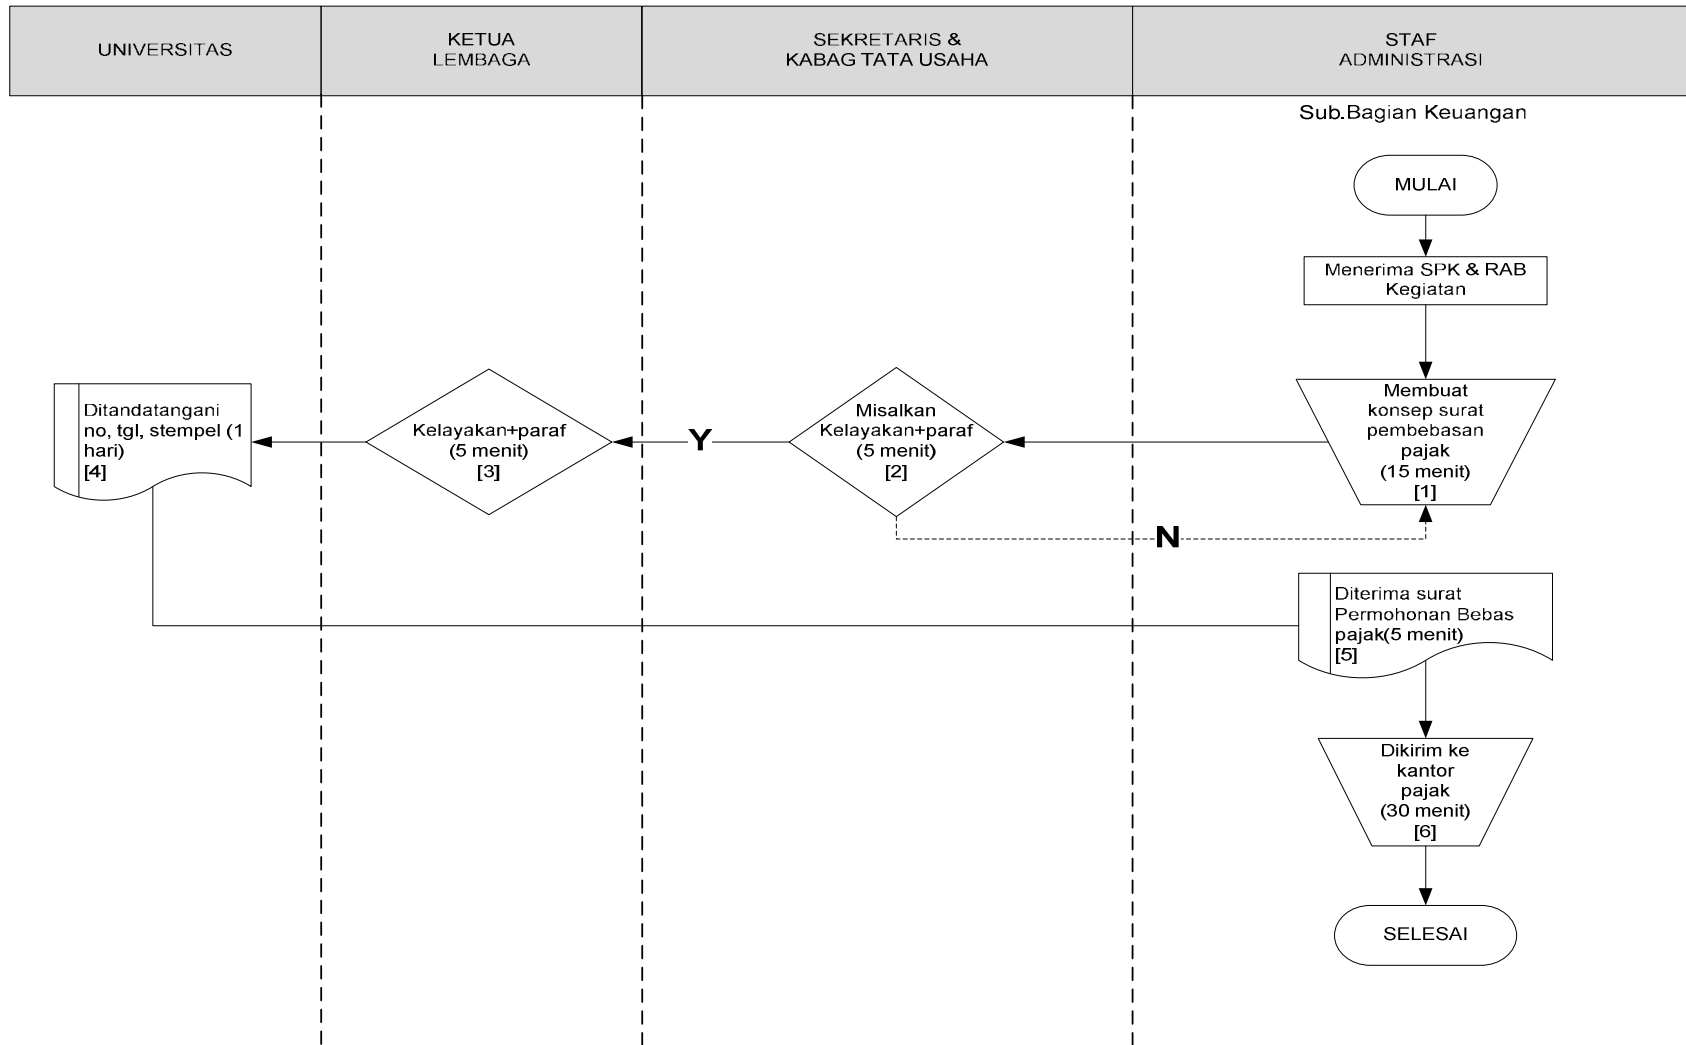 UNIVERSITAS
KETUA
LEMBAGA
SEKRETARIS &
KABAG TATA USAHA
STAF
ADMINISTRASI
Sub.Bagian Keuangan
MULAI
Menerima SPK & RAB
Kegiatan
Membuat
konsep surat
pembebasan
pajak
(15 menit)
[1]
Misalkan
Kelayakan+paraf
(5 menit)
[2]
Y
N
Kelayakan+paraf
(5 menit)
[3]
Ditandatangani
no, tgl, stempel (1
hari)
[4]
Diterima surat
Permohonan Bebas
pajak(5 menit)
[5]
Dikirim ke
kantor
pajak
(30 menit)
[6]
SELESAI